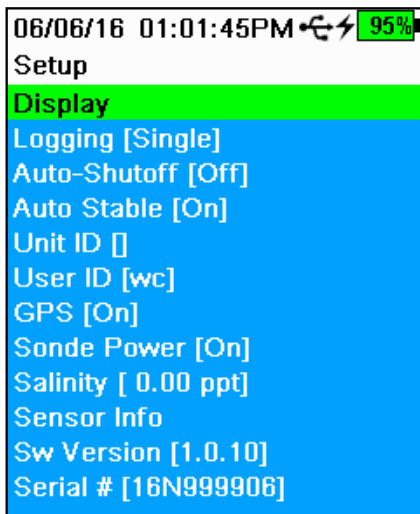 06/06/16 01:01:45PM 95%
Setup
Display
Logging [Single]
Auto-Shutoff [Off]
Auto Stable [On]
Unit ID []
User ID [wc]
GPS [On]
Sonde Power [On]
Salinity [ 0.00 ppt]
Sensor Info
Sw Version [1.0.10]
Serial # [16N999906]